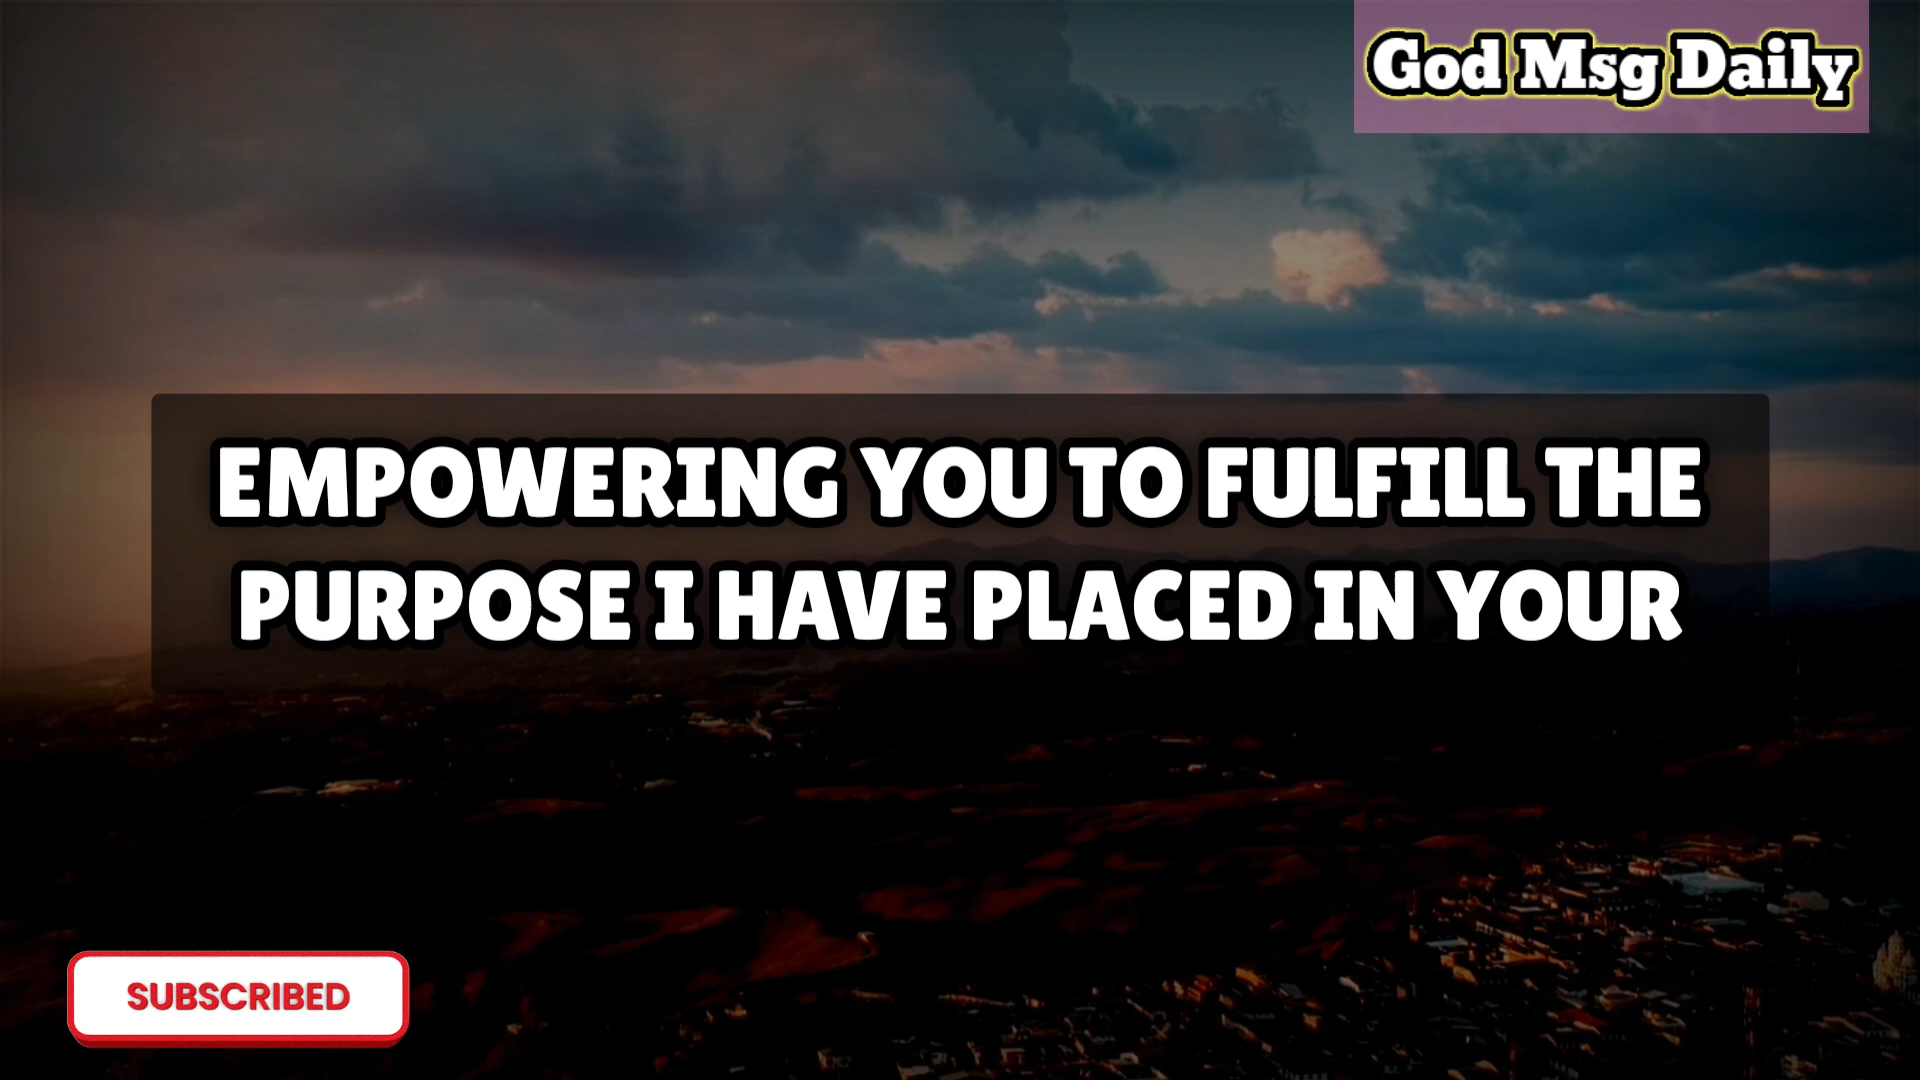 God Msg Daily
EMPOWERING YOU TO FULFILL THE
PURPOSE I HAVE PLACED IN YOUR
SUBSCRIBED